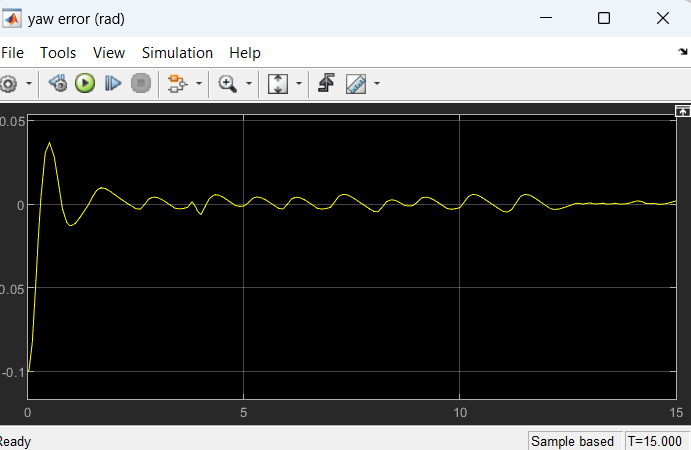 yaw error (rad)
File Tools View Simulation Help
0.05
0
0.05
-0.1
0 5 10 15
Ready Sample based T=15.000